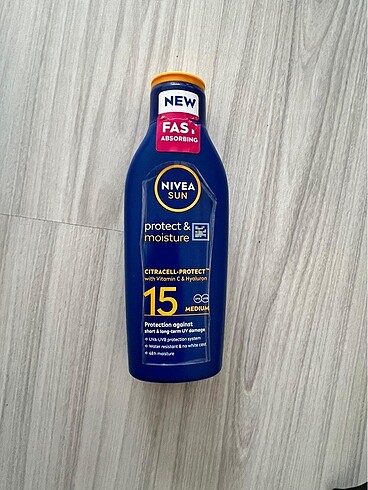 NEW
FAST
ABSORBING
NIVEA
SUN
protect &
moisture
CITRACELL-PROTECT™
with Vitamin C & Hyaluron
15
MEDIUM
Protection against
short & long-term UV damage
UVA-UVB protection system
Water resistant & no white cast
48h moisture